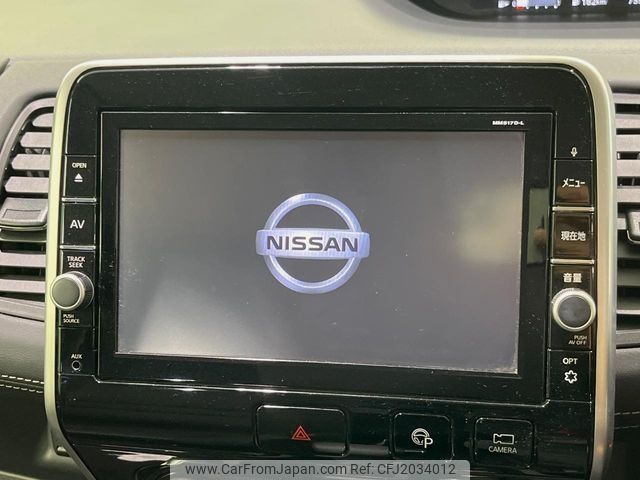 182km
MM517D-L
OPEN
AV
TRACK
SEEK
PUSH
SOURCE
AUX
NISSAN
メニュー
現在地
音量
PUSH
AV OFF
OPT
P
CAMERA
www.CarFromJapan.com - CFJ2034012